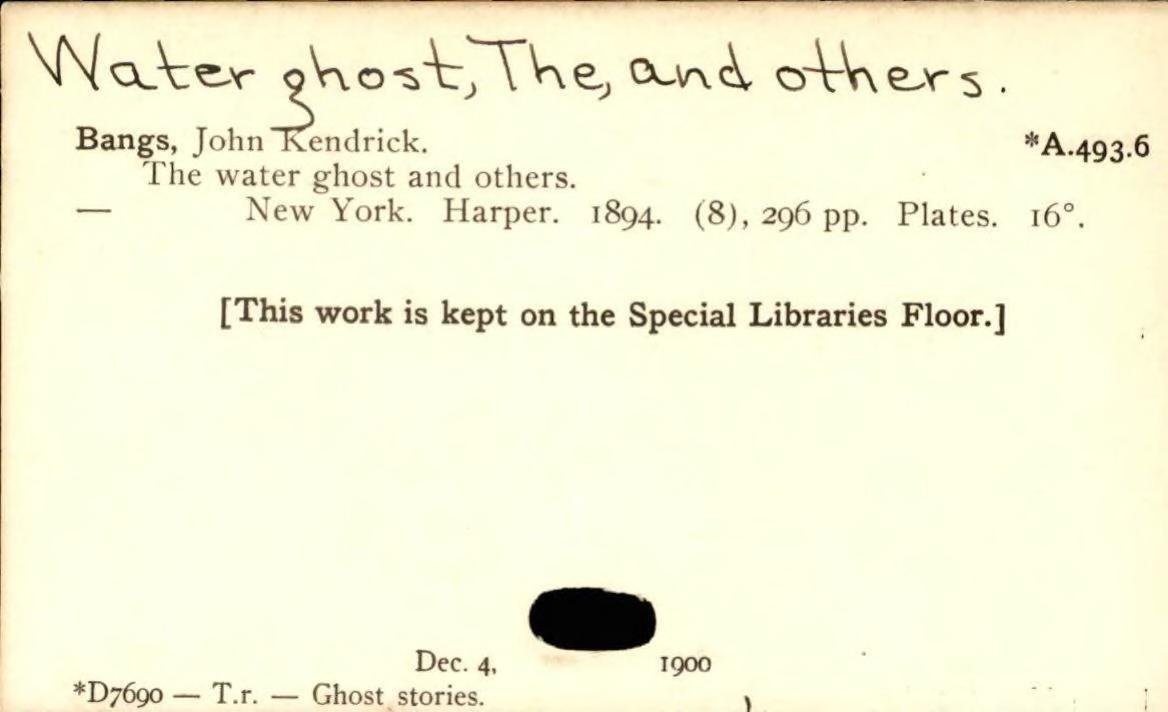 Water ghost, The, and others.
Bangs, John Kendrick. *A.493.6
The water ghost and others.
— New York. Harper. 1894. (8), 296 pp. Plates. 16°.
[This work is kept on the Special Libraries Floor.]
Dec. 4, 1900
*D7690 — T.r. — Ghost stories.